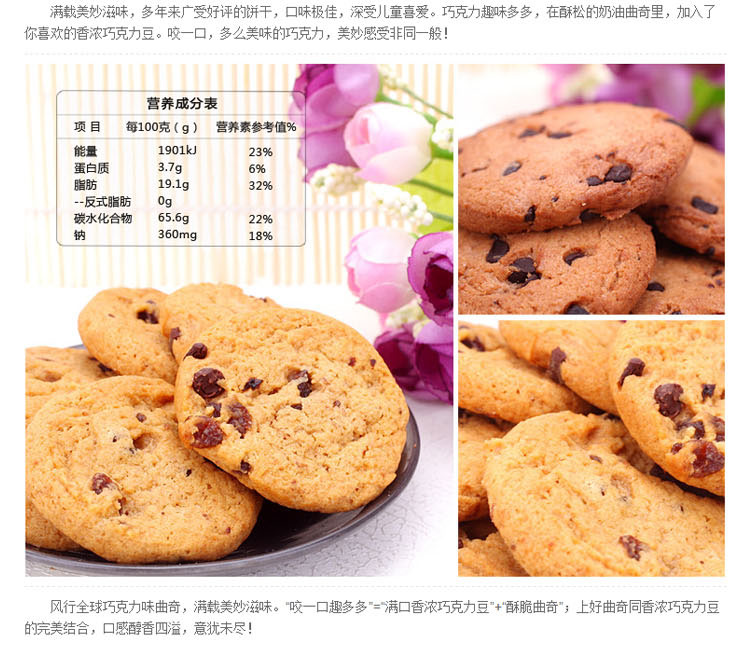 满载美妙滋味，多年来广受好评的饼干，口味极佳，深受儿童喜爱。巧克力趣味多多，在酥松的奶油曲奇里，加入了
你喜欢的香浓巧克力豆。咬一口，多么美味的巧克力，美妙感受非同一般！
营养成分表
项 目 每100克（g） 营养素参考值%
能量 1901kJ 23%
蛋白质 3.7g 6%
脂肪 19.1g 32%
--反式脂肪 0g
碳水化合物 65.6g 22%
钠 360mg 18%
风行全球巧克力味曲奇，满载美妙滋味。“咬一口趣多多”=“满口香浓巧克力豆”+“酥脆曲奇”；上好曲奇同香浓巧克力豆
的完美结合，口感醇香四溢，意犹未尽！